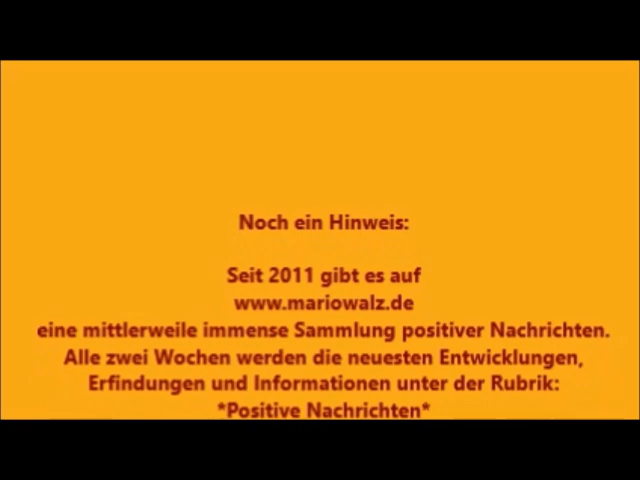 Noch ein Hinweis:
Seit 2011 gibt es auf
www.mariowalz.de
eine mittlerweile immense Sammlung positiver Nachrichten.
Alle zwei Wochen werden die neuesten Entwicklungen,
Erfindungen und Informationen unter der Rubrik:
*Positive Nachrichten*